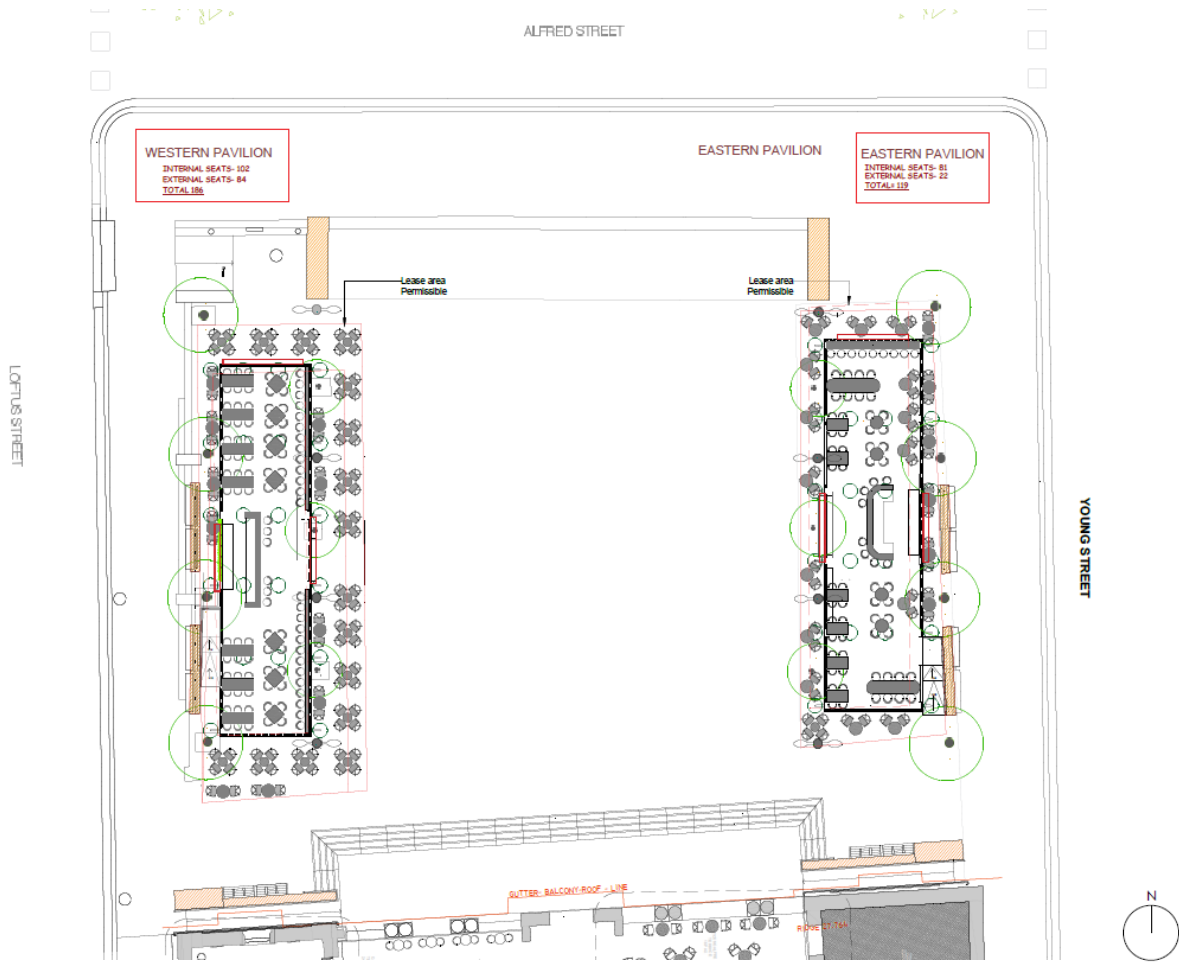 ALFRED STREET
WESTERN PAVILION
INTERNAL SEATS- 102
EXTERNAL SEATS- 84
TOTAL 186
EASTERN PAVILION
EASTERN PAVILION
INTERNAL SEATS- 81
EXTERNAL SEATS- 22
TOTAL= 119
Lease area
Permissible
Lease area
Permissible
LOFTUS STREET
YOUNG STREET
GUTTER- BALCONY-ROOF - LINE
N